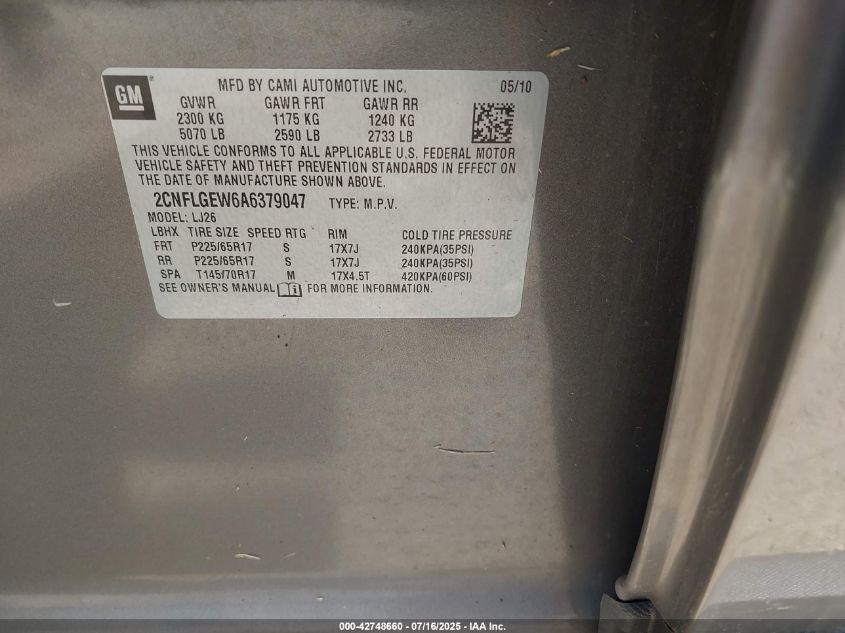 GM
MFD BY CAMI AUTOMOTIVE INC. 05/10
GVWR GAWR FRT GAWR RR
2300 KG 1175 KG 1240 KG
5070 LB 2590 LB 2733 LB
THIS VEHICLE CONFORMS TO ALL APPLICABLE U.S. FEDERAL MOTOR
VEHICLE SAFETY AND THEFT PREVENTION STANDARDS IN EFFECT ON
THE DATE OF MANUFACTURE SHOWN ABOVE.
2CNFLGEW6A6379047 TYPE: M.P.V.
MODEL: LJ26
LBHX TIRE SIZE SPEED RTG RIM COLD TIRE PRESSURE
FRT P225/65R17 S 17X7J 240KPA(35PSI)
RR P225/65R17 S 17X7J 240KPA(35PSI)
SPA T145/70R17 M 17X4.5T 420KPA(60PSI)
SEE OWNER'S MANUAL i FOR MORE INFORMATION.
000-42748660 - 07/16/2025 - IAA Inc.